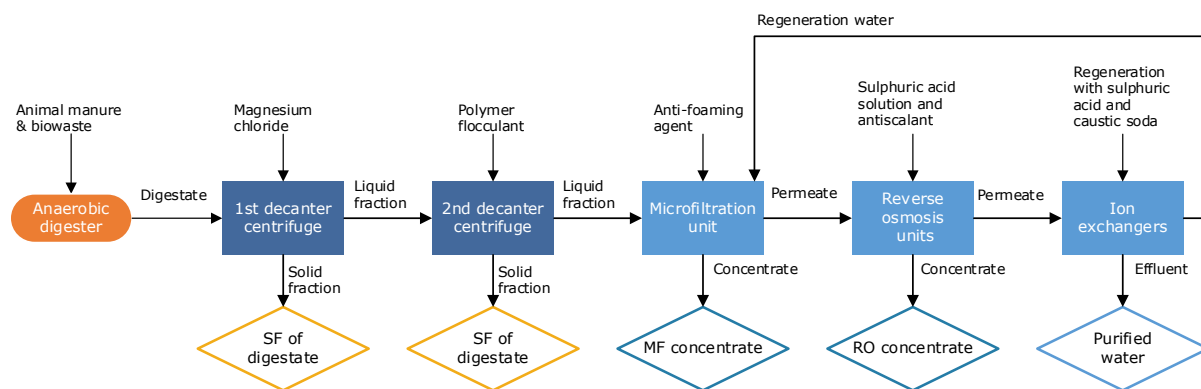 Regeneration water
Animal manure
& biowaste
Magnesium
chloride
Polymer
flocculant
Anti-foaming
agent
Sulphuric acid
solution and
antiscalant
Regeneration
with sulphuric
acid and
caustic soda
Anaerobic
digester
Digestate
1st decanter
centrifuge
Liquid
fraction
2nd decanter
centrifuge
Liquid
fraction
Microfiltration
unit
Permeate
Reverse
osmosis
units
Permeate
Ion
exchangers
Solid
fraction
Solid
fraction
Concentrate
Concentrate
Effluent
SF of
digestate
SF of
digestate
MF concentrate
RO concentrate
Purified
water